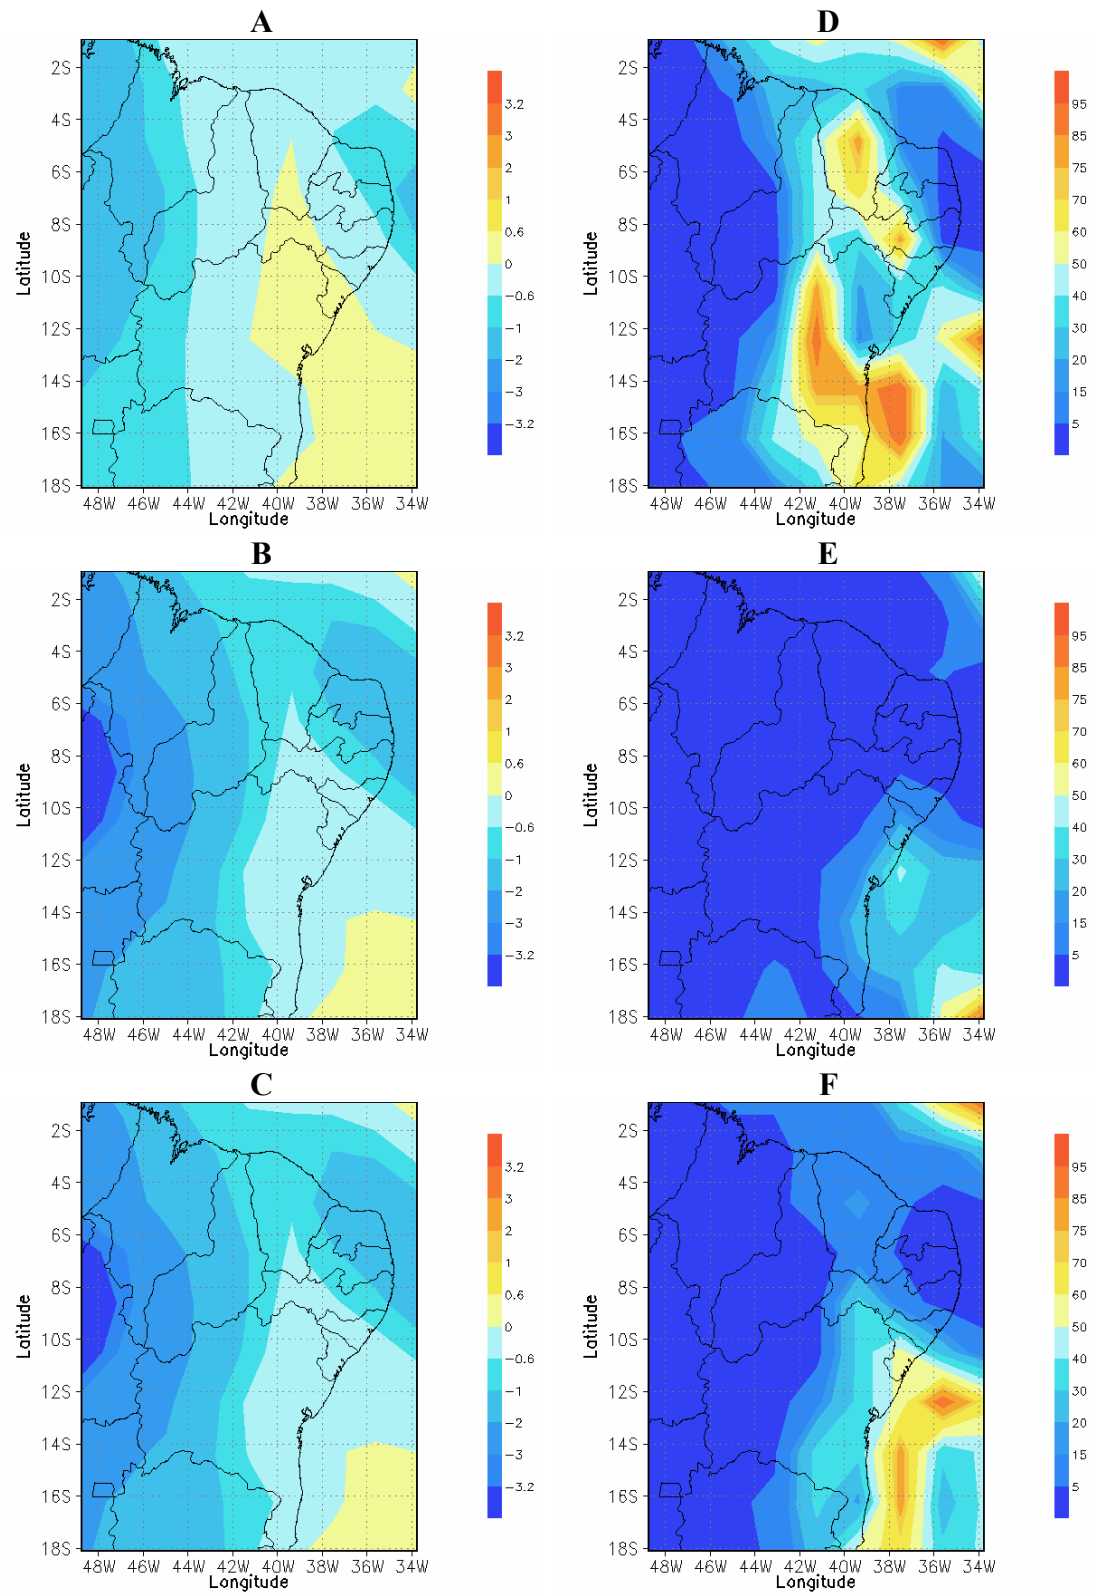 A
2S
4S
6S
8S
10S
12S
14S
16S
18S
48W 46W 44W 42W 40W 38W 36W 34W
Longitude
Latitude
3.2
3
2
1
0.6
0
−0.6
−1
−2
−3
−3.2
D
2S
4S
6S
8S
10S
12S
14S
16S
18S
48W 46W 44W 42W 40W 38W 36W 34W
Longitude
Latitude
95
85
75
70
60
50
40
30
20
15
5
B
2S
4S
6S
8S
10S
12S
14S
16S
18S
48W 46W 44W 42W 40W 38W 36W 34W
Longitude
Latitude
3.2
3
2
1
0.6
0
−0.6
−1
−2
−3
−3.2
E
2S
4S
6S
8S
10S
12S
14S
16S
18S
48W 46W 44W 42W 40W 38W 36W 34W
Longitude
Latitude
95
85
75
70
60
50
40
30
20
15
5
C
2S
4S
6S
8S
10S
12S
14S
16S
18S
48W 46W 44W 42W 40W 38W 36W 34W
Longitude
Latitude
3.2
3
2
1
0.6
0
−0.6
−1
−2
−3
−3.2
F
2S
4S
6S
8S
10S
12S
14S
16S
18S
48W 46W 44W 42W 40W 38W 36W 34W
Longitude
Latitude
95
85
75
70
60
50
40
30
20
15
5